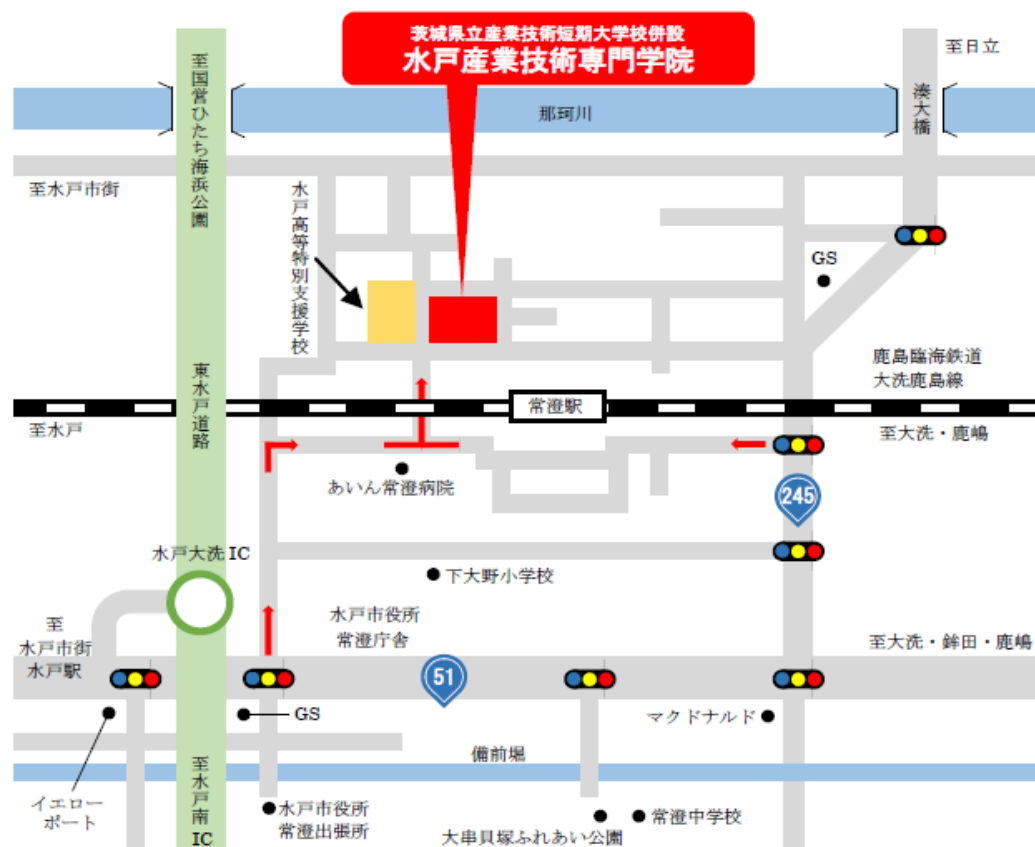 茨城県立産業技術短期大学校併設
水戸産業技術専門学院
至日立
至国営ひたち海浜公園
那珂川
湊大橋
至水戸市街
水戸高等特別支援学校
GS
鹿島臨海鉄道
大洗鹿島線
東水戸道路
常澄駅
至水戸
至大洗・鹿嶋
あいん常澄病院
245
水戸大洗IC
下大野小学校
至
水戸市街
水戸駅
水戸市役所
常澄庁舎
至大洗・鉾田・鹿嶋
51
GS
マクドナルド
備前堀
至水戸南IC
イエロー
ポート
水戸市役所
常澄出張所
大串貝塚ふれあい公園
常澄中学校